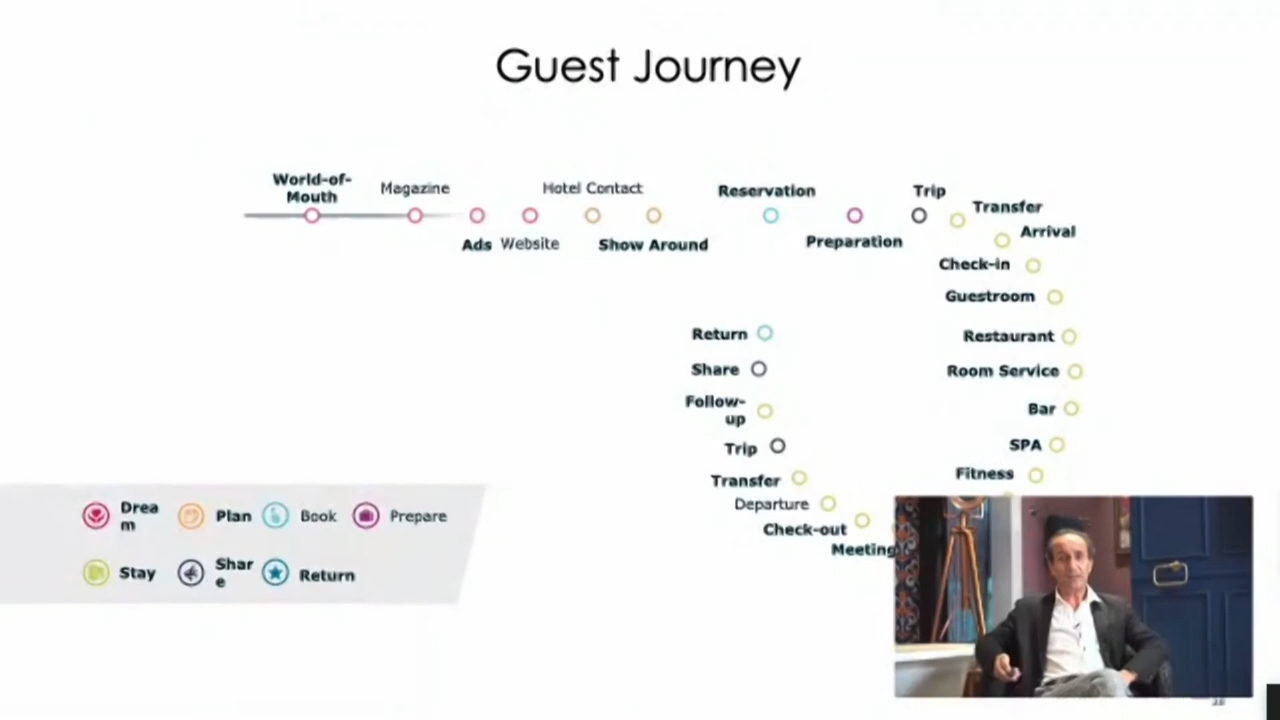 Guest Journey
World-of-
Mouth
Magazine
Hotel Contact
Reservation
Trip
Transfer
Ads
Website
Show Around
Preparation
Arrival
Check-in
Guestroom
Return
Restaurant
Share
Room Service
Follow-
up
Bar
Trip
SPA
Transfer
Fitness
Departure
Check-out
Meeting
Drea
m
Plan
Book
Prepare
Stay
Shar
e
Return